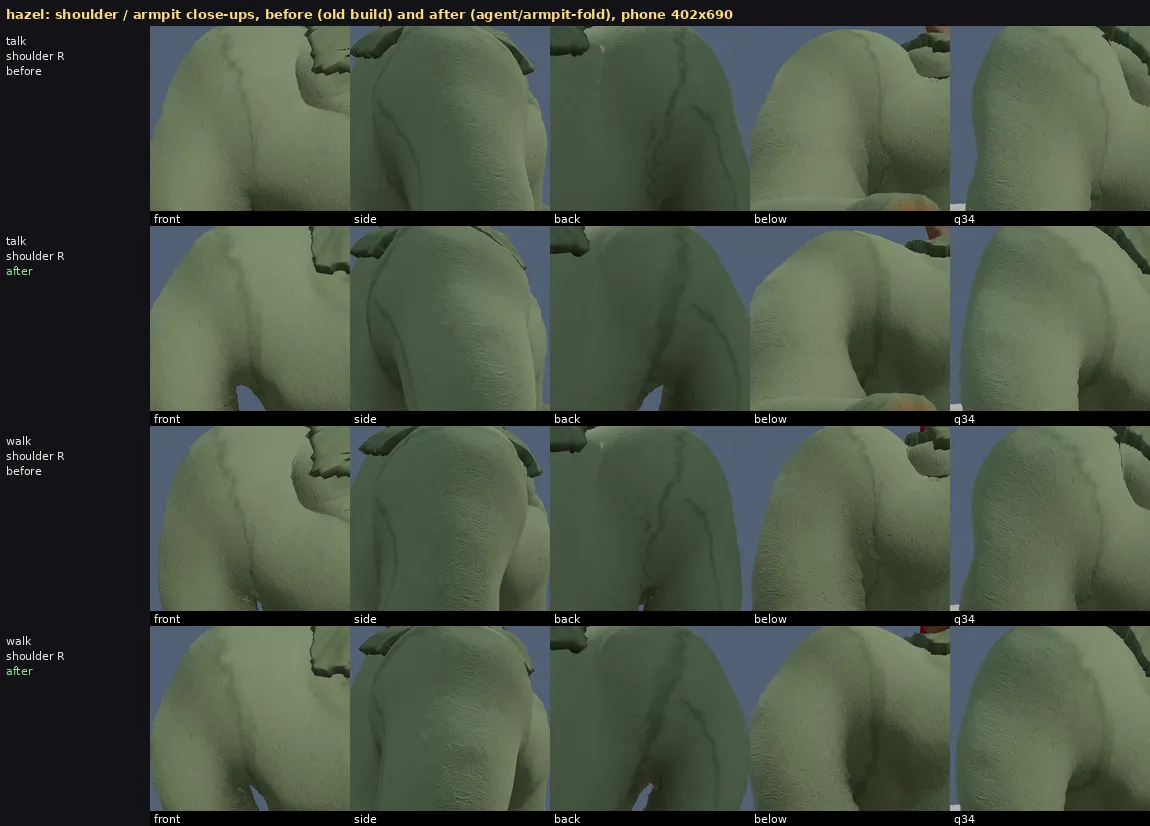 hazel: shoulder / armpit close-ups, before (old build) and after (agent/armpit-fold), phone 402x690
talk
shoulder R
before
front side back below q34
talk
shoulder R
after
front side back below q34
walk
shoulder R
before
front side back below q34
walk
shoulder R
after
front side back below q34